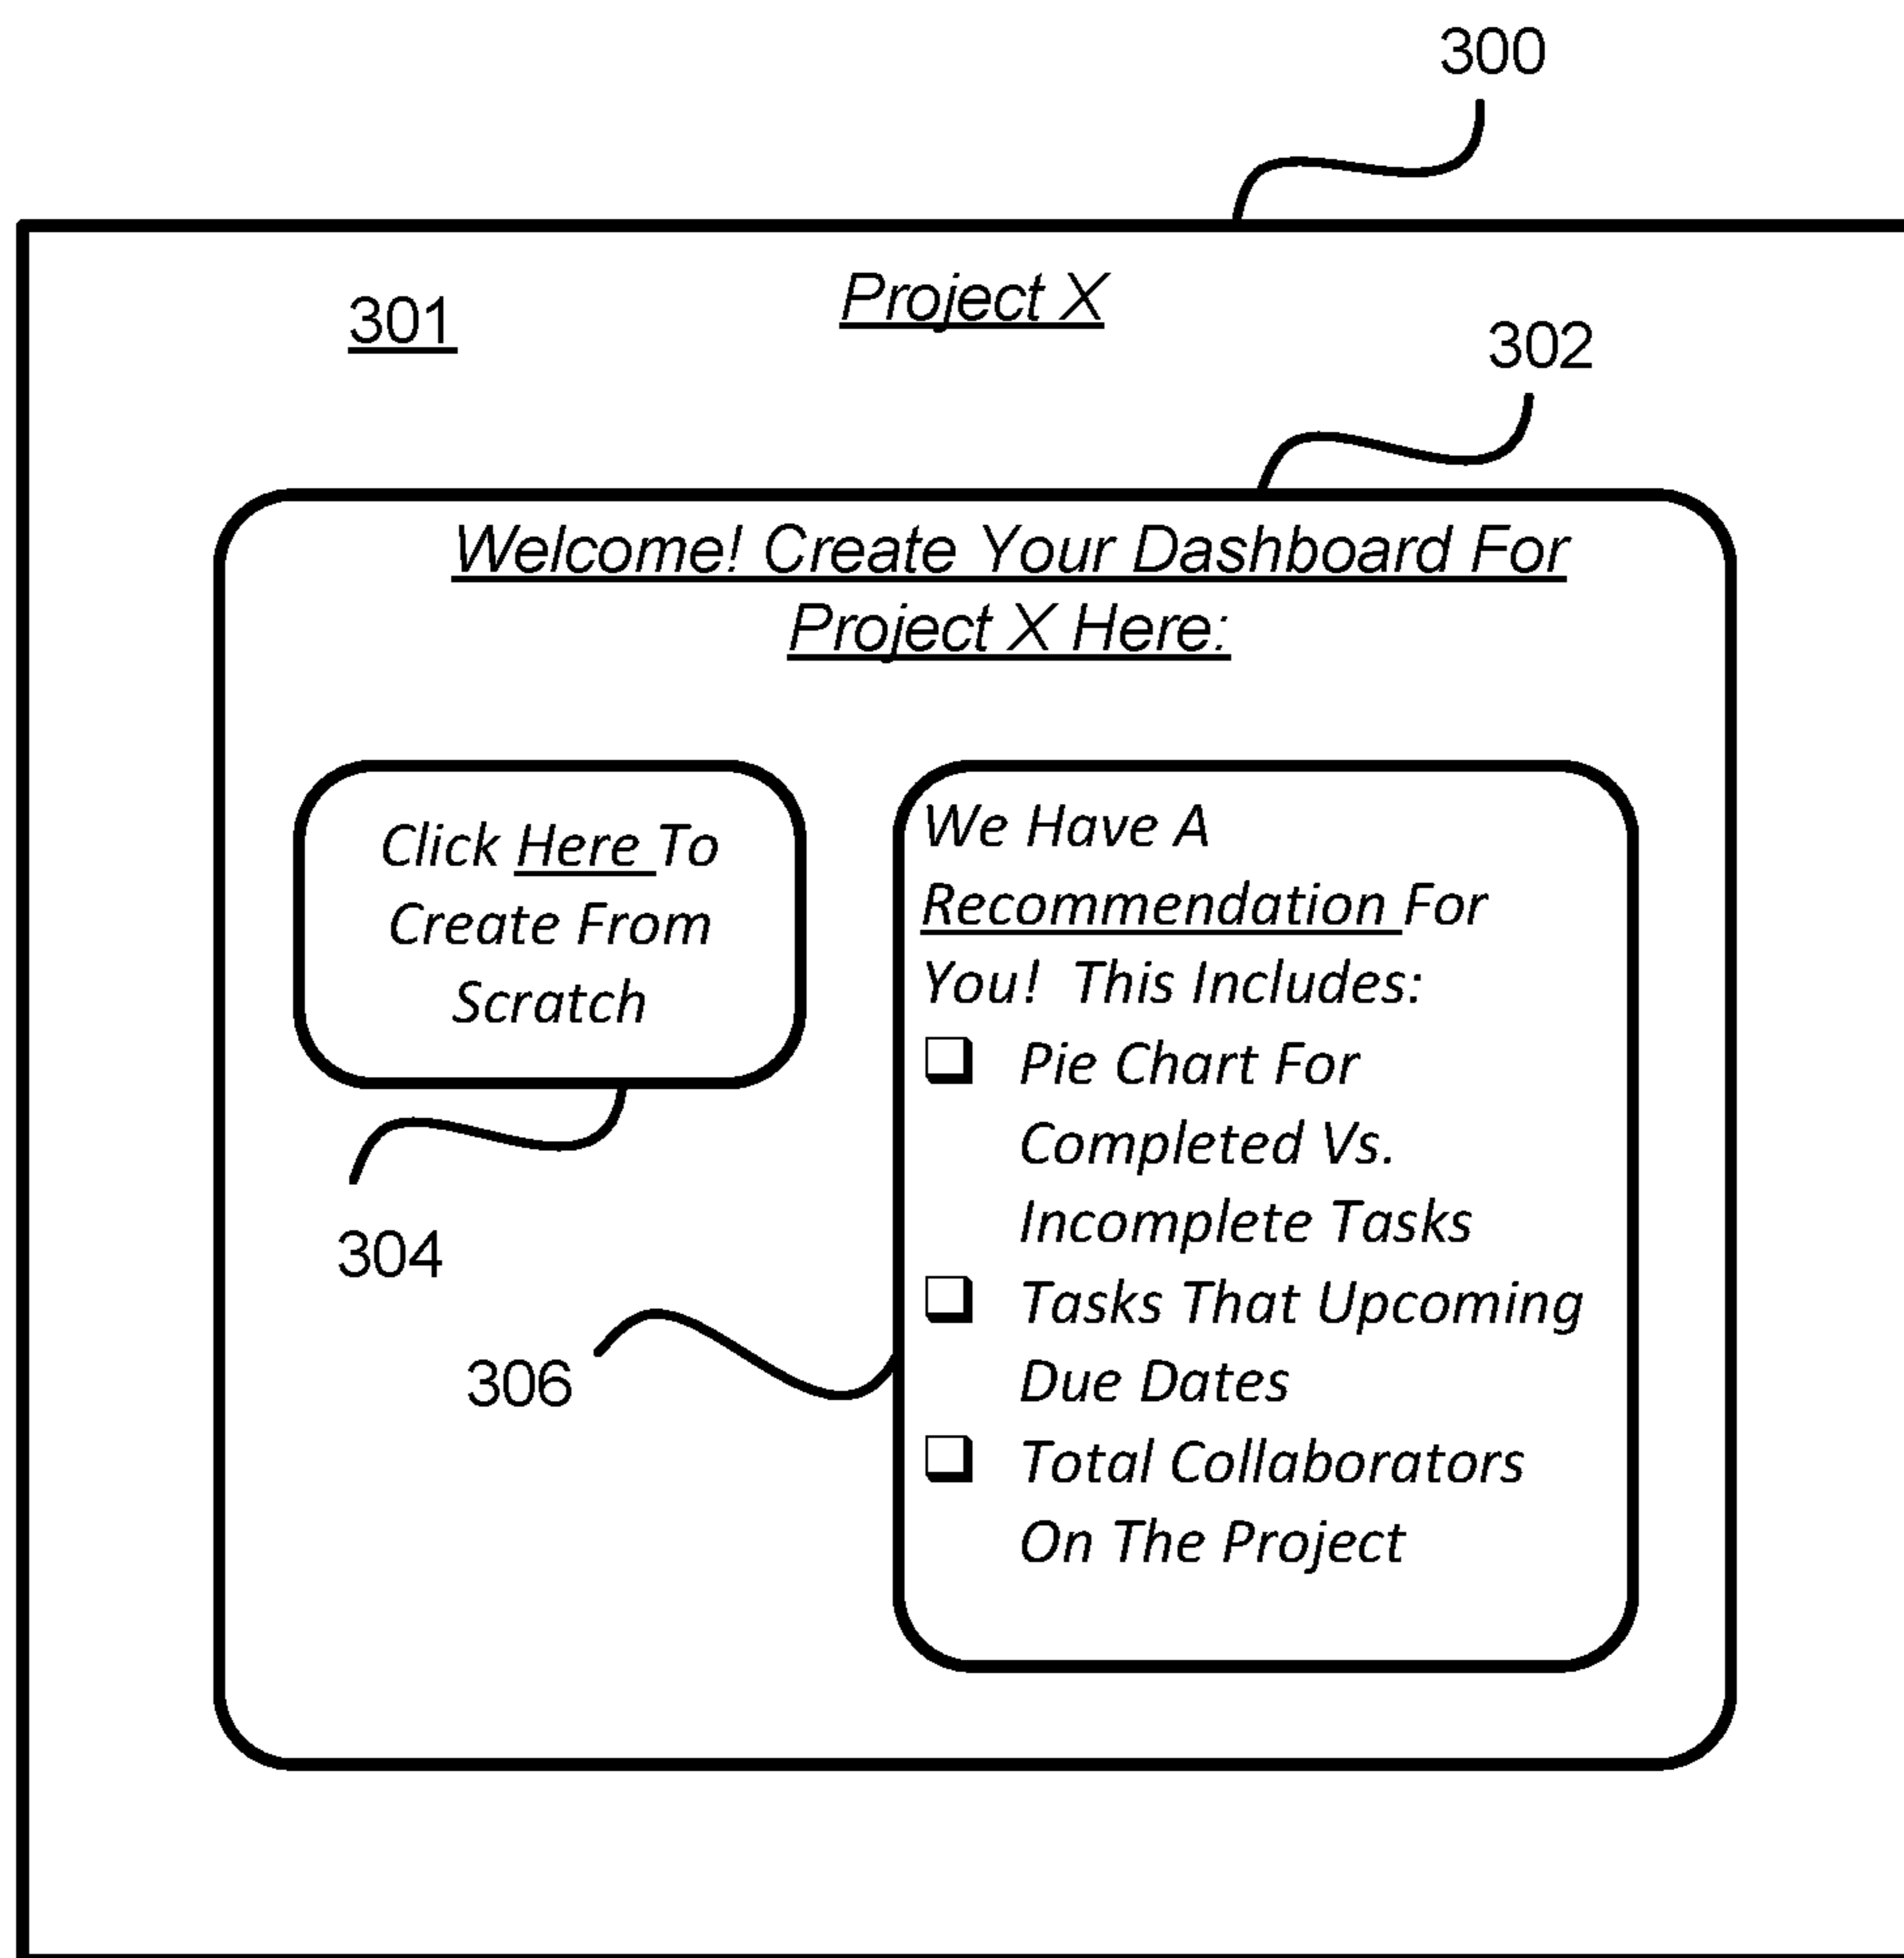 300
301
Project X
302
Welcome! Create Your Dashboard For
Project X Here:
Click Here To
Create From
Scratch
304
306
We Have A
Recommendation For
You! This Includes:
Pie Chart For
Completed Vs.
Incomplete Tasks
Tasks That Upcoming
Due Dates
Total Collaborators
On The Project